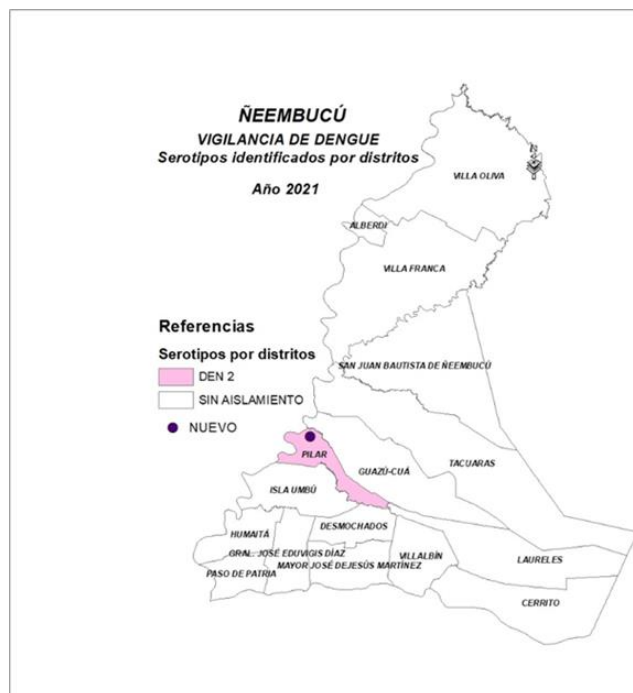 ÑEEMBUCÚ
VIGILANCIA DE DENGUE
Serotipos identificados por distritos
Año 2021
VILLA OLIVA
ALBERDI
VILLA FRANCA
Referencias
Serotipos por distritos
DEN 2
SIN AISLAMIENTO
NUEVO
SAN JUAN BAUTISTA DE ÑEEMBUCÚ
PILAR
GUAZÚ-CUÁ
TACUARAS
ISLA UMBÚ
DESMOCHADOS
HUMAITÁ
GRAL. JOSÉ EDUVIGIS DÍAZ
VILLALBÍN
LAURELES
PASO DE PATRIA
MAYOR JOSÉ DEJESÚS MARTÍNEZ
CERRITO